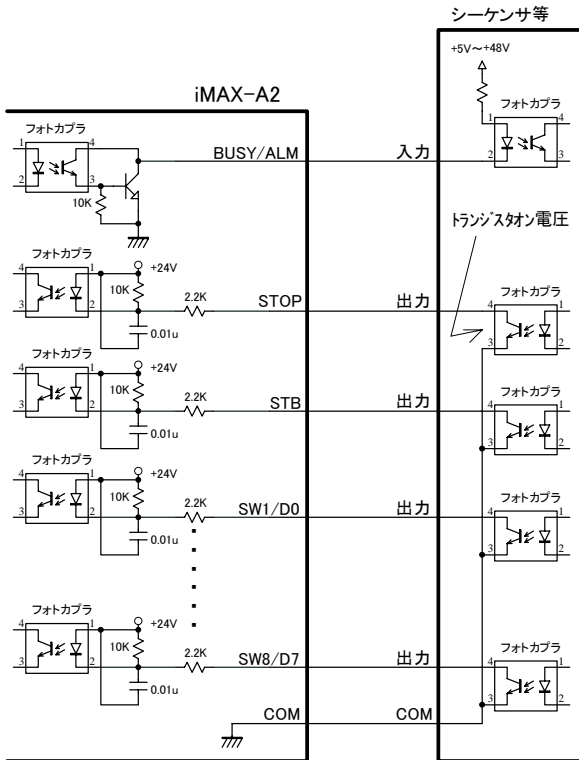 シーケンサ等
+5V～+48V
iMAX-A2
フォトカプラ
1
4
2
3
10K
BUSY/ALM
入力
フォトカプラ
1
4
2
3
トランジスタオン電圧
フォトカプラ
4
1
3
2
+24V
10K
0.01u
2.2K
STOP
出力
フォトカプラ
4
1
3
2
フォトカプラ
4
1
3
2
+24V
10K
0.01u
2.2K
STB
出力
フォトカプラ
4
1
3
2
フォトカプラ
4
1
3
2
+24V
10K
0.01u
2.2K
SW1/D0
出力
フォトカプラ
4
1
3
2
フォトカプラ
4
1
3
2
+24V
10K
0.01u
2.2K
SW8/D7
出力
フォトカプラ
4
1
3
2
COM
COM